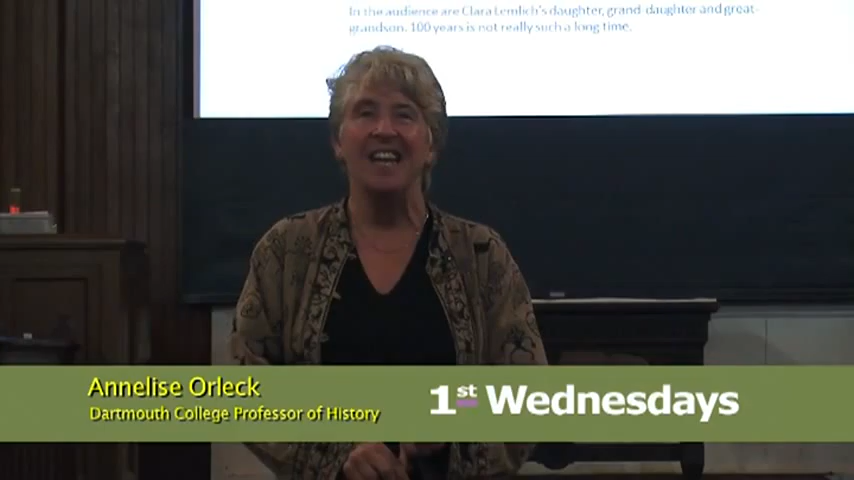 In the audience are Clara Lemlich's daughter, grand-daughter and great-
grandson. 100 years is not really such a long time.
Annelise Orleck
Dartmouth College Professor of History
1st Wednesdays